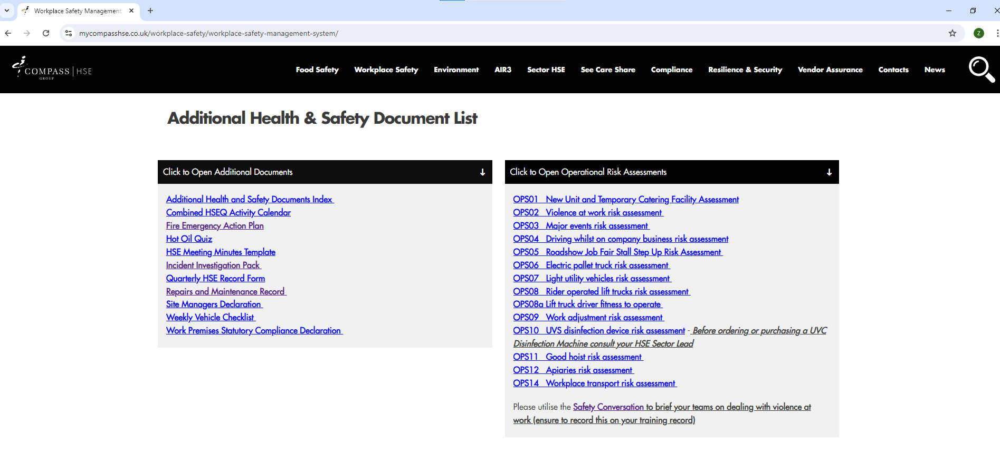 Workplace Safety Management
mycompasshse.co.uk/workplace-safety/workplace-safety-management-system/
Z
COMPASS | HSE
GROUP
Food Safety
Workplace Safety
Environment
AIR3
Sector HSE
See Care Share
Compliance
Resilience & Security
Vendor Assurance
Contacts
News
Additional Health & Safety Document List
Click to Open Additional Documents
Additional Health and Safety Documents Index
Combined HSEQ Activity Calendar
Fire Emergency Action Plan
Hot Oil Quiz
HSE Meeting Minutes Template
Incident Investigation Pack
Quarterly HSE Record Form
Repairs and Maintenance Record
Site Managers Declaration
Weekly Vehicle Checklist
Work Premises Statutory Compliance Declaration
Click to Open Operational Risk Assessments
OPS01 New Unit and Temporary Catering Facility Assessment
OPS02 Violence at work risk assessment
OPS03 Major events risk assessment
OPS04 Driving whilst on company business risk assessment
OPS05 Roadshow Job Fair Stall Step Up Risk Assessment
OPS06 Electric pallet truck risk assessment
OPS07 Light utility vehicles risk assessment
OPS08 Rider operated lift trucks risk assessment
OPS08a Lift truck driver fitness to operate
OPS09 Work adjustment risk assessment
OPS10 UVS disinfection device risk assessment - Before ordering or purchasing a UVC
Disinfection Machine consult your HSE Sector Lead
OPS11 Good hoist risk assessment
OPS12 Apiaries risk assessment
OPS14 Workplace transport risk assessment
Please utilise the Safety Conversation to brief your teams on dealing with violence at
work (ensure to record this on your training record)